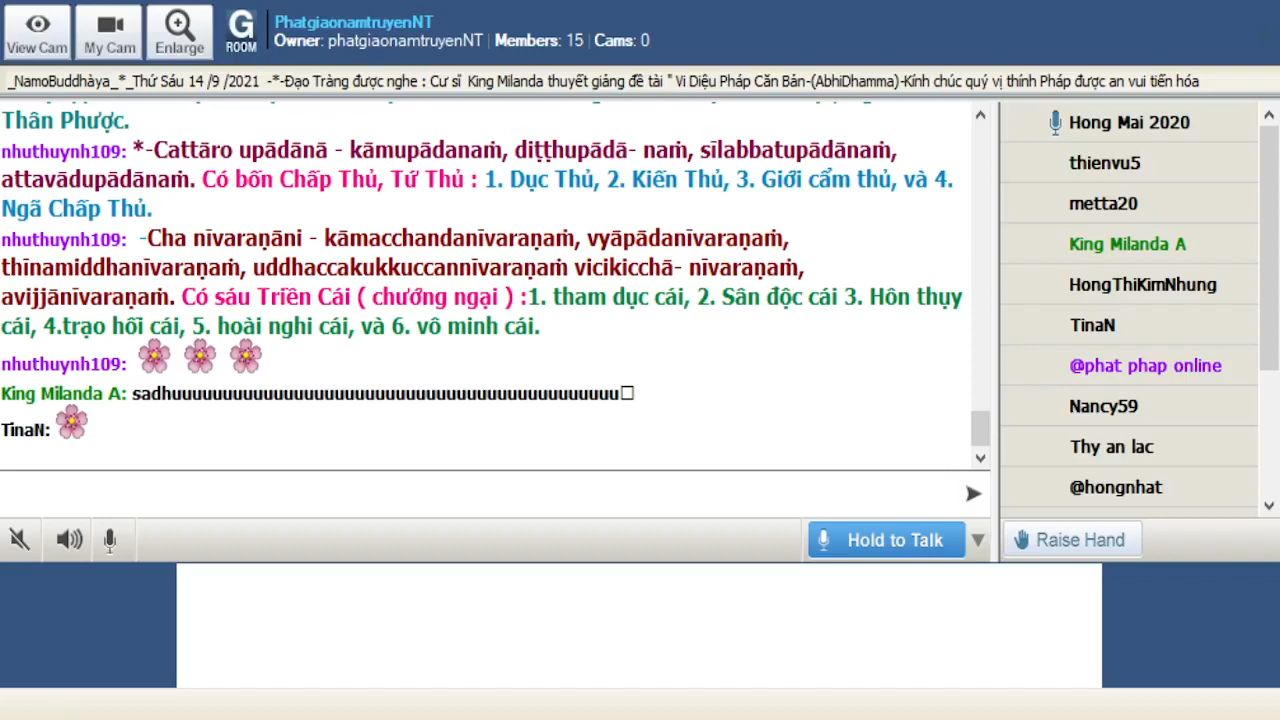 View Cam
My Cam
Enlarge
G
ROOM
PhatgiaonamtruyenNT
Owner: phatgiaonamtruyenNT | Members: 15 | Cams: 0
_NamoBuddhàya_*_Thứ Sáu 14 /9 /2021 -*-Đạo Tràng được nghe : Cư sĩ King Milanda thuyết giảng đề tài " Vi Diệu Pháp Căn Bản-(AbhiDhamma)-Kính chúc quý vị thính Pháp được an vui tiến hóa
Thân Phược.
nhuthuynh109: *-Cattāro upādānā - kāmupādanaṁ, diṭṭhupādā- naṁ, sīlabbatupādānaṁ,
attavādupādānaṁ. Có bốn Chấp Thủ, Tứ Thủ : 1. Dục Thủ, 2. Kiến Thủ, 3. Giới cẩm thủ, và 4.
Ngã Chấp Thủ.
nhuthuynh109: -Cha nīvaraṇāni - kāmacchandanīvaraṇaṁ, vyāpādanīvaraṇaṁ,
thīnamiddhanīvaraṇaṁ, uddhaccakukkuccannīvaraṇaṁ vicikicchā- nīvaraṇaṁ,
avijjānīvaraṇaṁ. Có sáu Triền Cái ( chướng ngại ) :1. tham dục cái, 2. Sân độc cái 3. Hôn thụy
cái, 4.trạo hối cái, 5. hoài nghi cái, và 6. vô minh cái.
nhuthuynh109:
King Milanda A: sadhuuuuuuuuuuuuuuuuuuuuuuuuuuuuuuuuuuuuuuuuuuuu
TinaN:
Hong Mai 2020
thienvu5
metta20
King Milanda A
HongThiKimNhung
TinaN
@phat phap online
Nancy59
Thy an lac
@hongnhat
Hold to Talk
Raise Hand